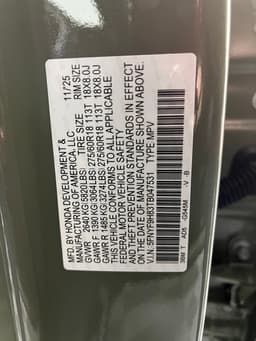 MFD. BY HONDA DEVELOPMENT & 11/25
MANUFACTURING OF AMERICA, LLC
TIRE SIZE RIM SIZE
GVWR 2640 KG(5820LBS)
GAWR F 1390 KG(3064LBS) 275/60R18 113T 18X8.0J
GAWR R 1485 KG(3274LBS) 275/60R18 113T 18X8.0J
THIS VEHICLE CONFORMS TO ALL APPLICABLE
FEDERAL MOTOR VEHICLE SAFETY
AND THEFT PREVENTION STANDARDS IN EFFECT
ON THE DATE OF MANUFACTURE SHOWN ABOVE.
V.I.N. TYPE:MPV
-V -B